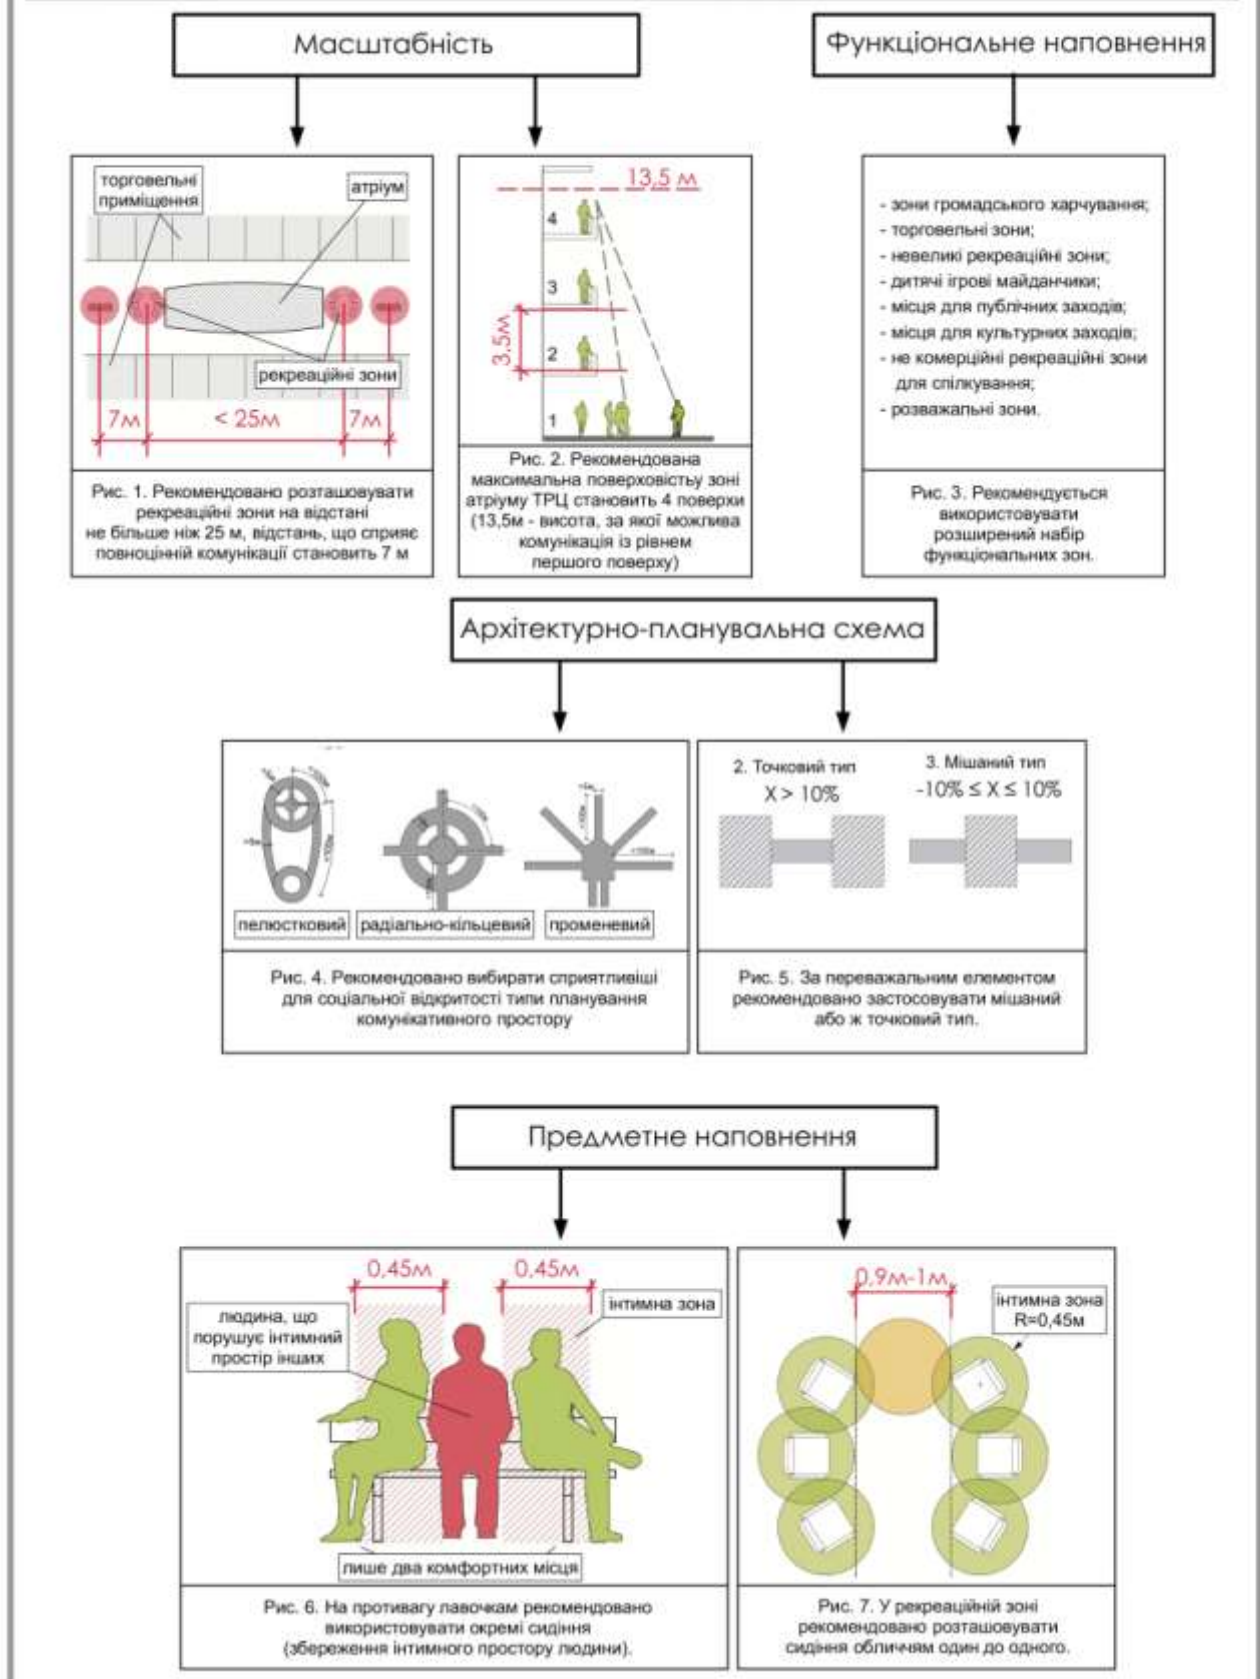 Масштабність
Функціональне наповнення
торговельні
приміщення
атріум
рекреаційні зони
7м
< 25м
7м
Рис. 1. Рекомендовано розташовувати
рекреаційні зони на відстані
не більше ніж 25 м, відстань, що сприяє
повноцінній комунікації становить 7 м
13,5 м
4
3
3.5м
2
1
Рис. 2. Рекомендована
максимальна поверховістьу зоні
атріуму ТРЦ становить 4 поверхи
(13,5м - висота, за якої можлива
комунікація із рівнем
першого поверху)
- зони громадського харчування;
- торговельні зони;
- невеликі рекреаційні зони;
- дитячі ігрові майданчики;
- місця для публічних заходів;
- місця для культурних заходів;
- не комерційні рекреаційні зони
для спілкування;
- розважальні зони.
Рис. 3. Рекомендується
використовувати
розширений набір
функціональних зон.
Архітектурно-планувальна схема
пелюстковий
радіально-кільцевий
променевий
Рис. 4. Рекомендовано вибирати сприятливіші
для соціальної відкритості типи планування
комунікативного простору
2. Точковий тип
X > 10%
3. Мішаний тип
-10% ≤ X ≤ 10%
Рис. 5. За переважальним елементом
рекомендовано застосовувати мішаний
або ж точковий тип.
Предметне наповнення
0,45м
0,45м
людина, що
порушує інтимний
простір інших
інтимна зона
лише два комфортних місця
Рис. 6. На противагу лавочкам рекомендовано
використовувати окремі сидіння
(збереження інтимного простору людини).
0,9м-1м
інтимна зона
R=0,45м
Рис. 7. У рекреаційній зоні
рекомендовано розташовувати
сидіння обличчям один до одного.